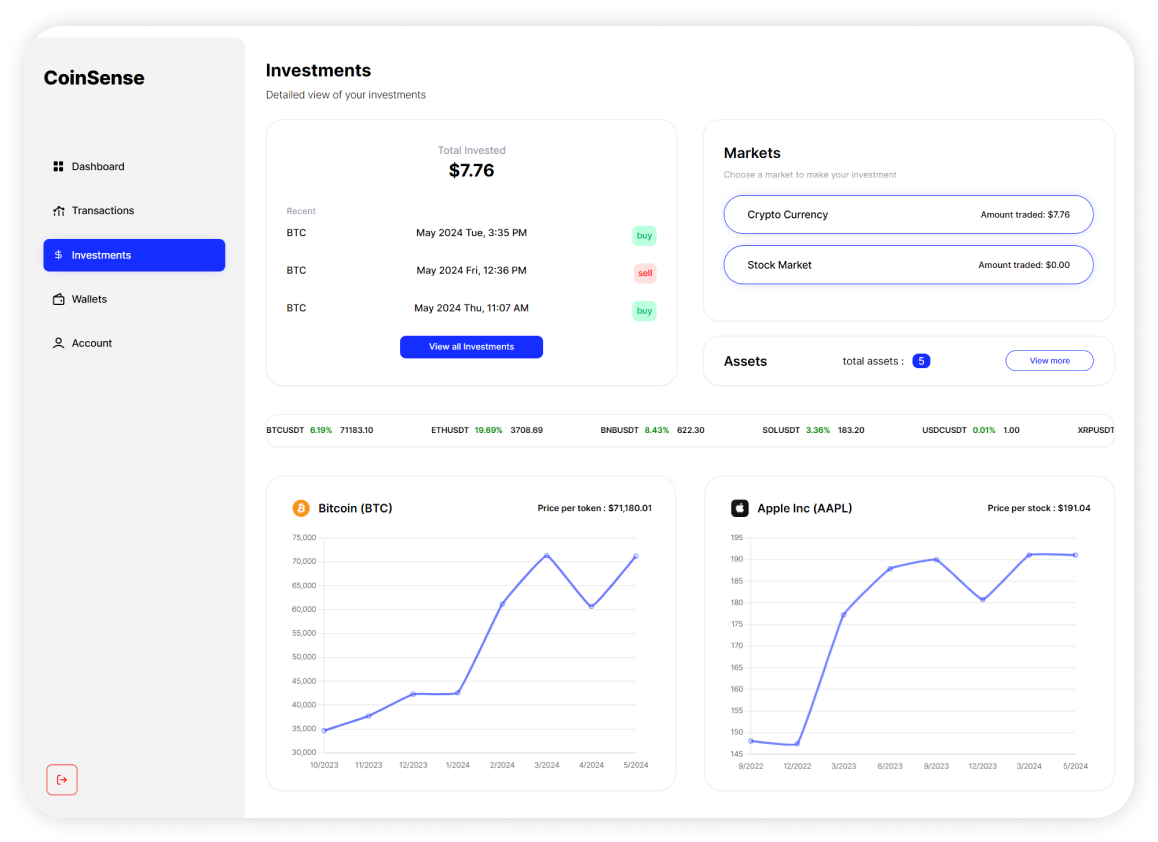 CoinSense
Dashboard
Transactions
Investments
Wallets
Account
Investments
Detailed view of your investments
Total Invested
$7.76
Recent
BTC May 2024 Tue, 3:35 PM buy
BTC May 2024 Fri, 12:36 PM sell
BTC May 2024 Thu, 11:07 AM buy
View all Investments
Markets
Choose a market to make your investment
Crypto Currency Amount traded: $7.76
Stock Market Amount traded: $0.00
Assets total assets : 5 View more
BTCUSDT 6.19% 71183.10 ETHUSDT 19.69% 3708.69 BNBUSDT 8.43% 622.30 SOLUSDT 3.36% 183.20 USDCUSDT 0.01% 1.00 XRPUSDT
Bitcoin (BTC) Price per token : $71,180.01
75,000
70,000
65,000
60,000
55,000
50,000
45,000
40,000
35,000
30,000
10/2023 11/2023 12/2023 1/2024 2/2024 3/2024 4/2024 5/2024
Apple Inc (AAPL) Price per stock : $191.04
195
190
185
180
175
170
165
160
155
150
145
9/2022 12/2022 3/2023 6/2023 9/2023 12/2023 3/2024 5/2024